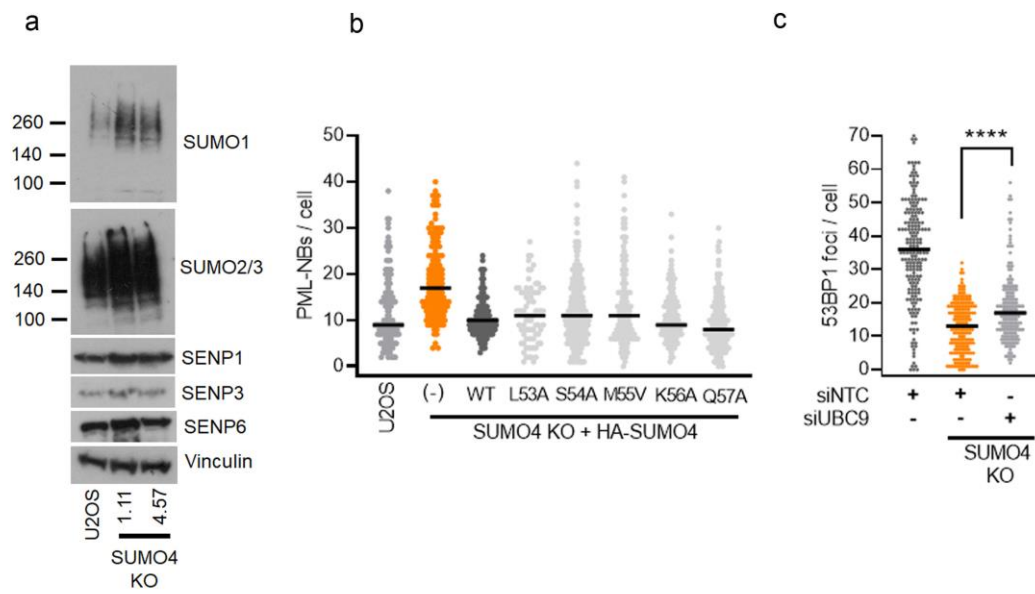 a
260
140
100
SUMO1
260
140
100
SUMO2/3
SENP1
SENP3
SENP6
Vinculin
U2OS
1.11
4.57
SUMO4
KO
b
PML-NBs / cell
50
40
30
20
10
0
U2OS
(-) WT L53A S54A M55V K56A Q57A
SUMO4 KO + HA-SUMO4
c
53BP1 foci / cell
70
60
50
40
30
20
10
0
****
siNTC + + -
siUBC9 - - +
SUMO4
KO